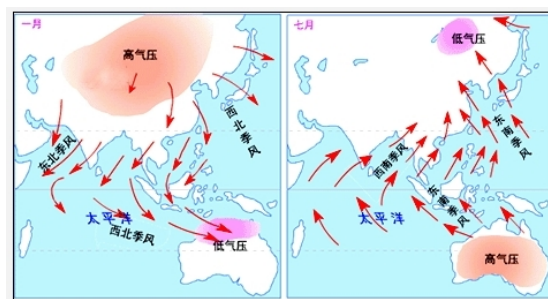 一月
高气压
西北季风
东北季风
太平洋
西北季风
低气压
七月
低气压
东南季风
西南季风
太平洋
东南季风
高气压